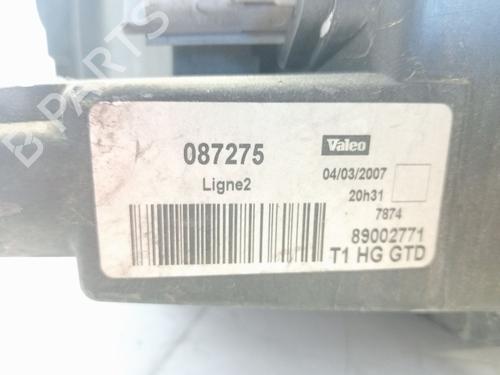 B-PARTS
087275
Ligne2
Valeo
04/03/2007
20h31
7874
89002771
T1 HG GTD